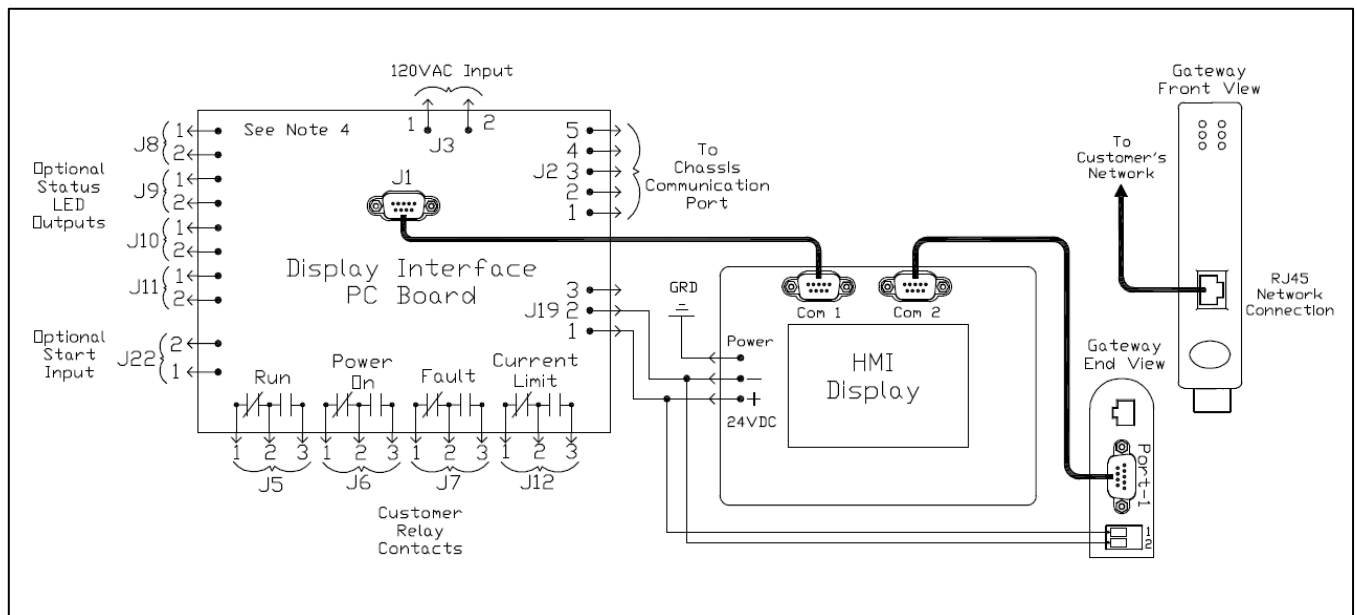 120VAC Input
1
2
J3
See Note 4
J8
1
2
J9
1
2
J10
1
2
J11
1
2
Optional
Status
LED
Outputs
Optional
Start
Input
J22
2
1
J1
Display Interface
PC Board
5
4
J2 3
2
1
To
Chassis
Communication
Port
3
J19 2
1
Run
Power
On
Fault
Current
Limit
1 2 3
1 2 3
1 2 3
1 2 3
J5
J6
J7
J12
Customer
Relay
Contacts
GRD
Power
-
+
24VDC
Com 1
Com 2
HMI
Display
Gateway
Front View
To
Customer's
Network
RJ45
Network
Connection
Gateway
End View
Port-1
1
2